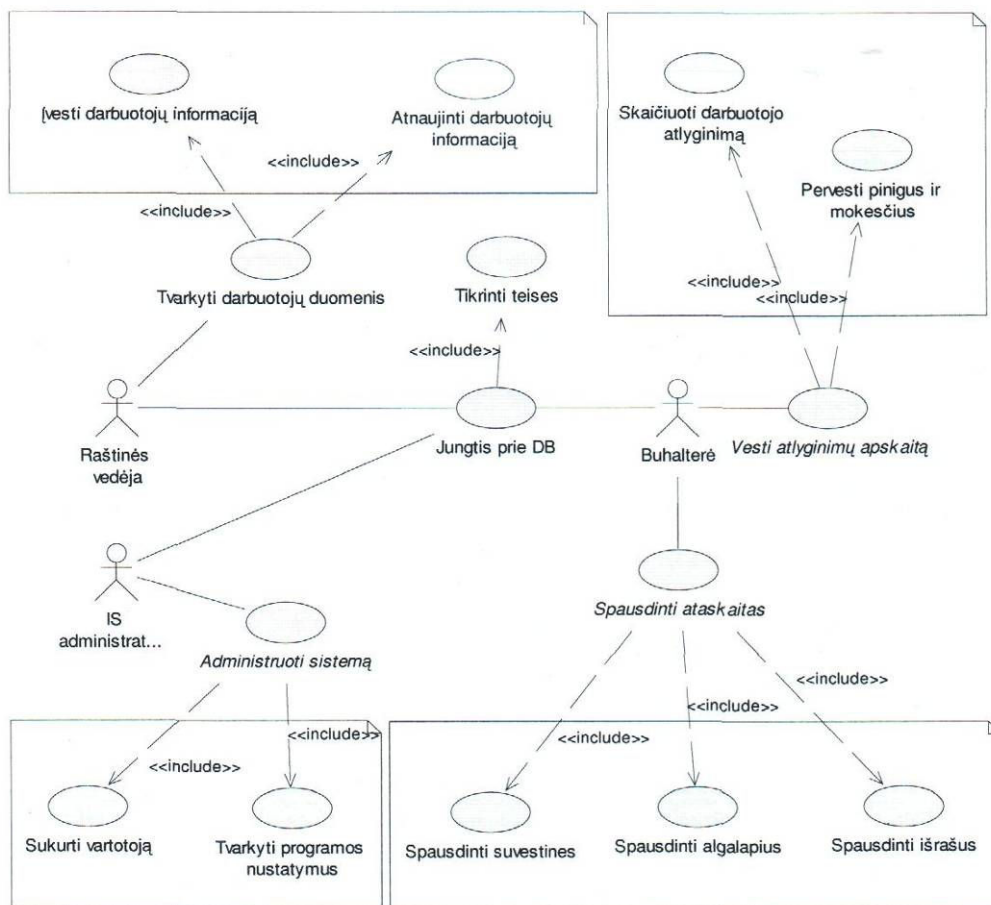 Įvesti darbuotojų informaciją
Atnaujinti darbuotojų
informaciją
Skaičiuoti darbuotojo
atlyginimą
Pervesti pinigus ir
mokesčius
<<include>>
<<include>>
Tvarkyti darbuotojų duomenis
Tikrinti teises
<<include>>
<<include>>
<<include>>
Raštinės
vedėja
Jungtis prie DB
Buhalterė
Vesti atlyginimų apskaitą
IS
administrat...
Administruoti sistemą
Spausdinti ataskaitas
<<include>>
<<include>>
<<include>>
<<include>>
<<include>>
Sukurti vartotoją
Tvarkyti programos
nustatymus
Spausdinti suvestines
Spausdinti algalapius
Spausdinti išrašus